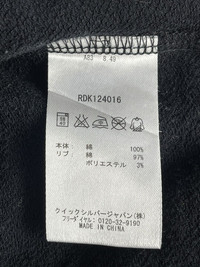 RDK124016
本体 綿 100%
リブ 綿 97%
ポリエステル 3%
クイックシルバージャパン(株)
フリーダイヤル: 0120-32-9190
MADE IN CHINA